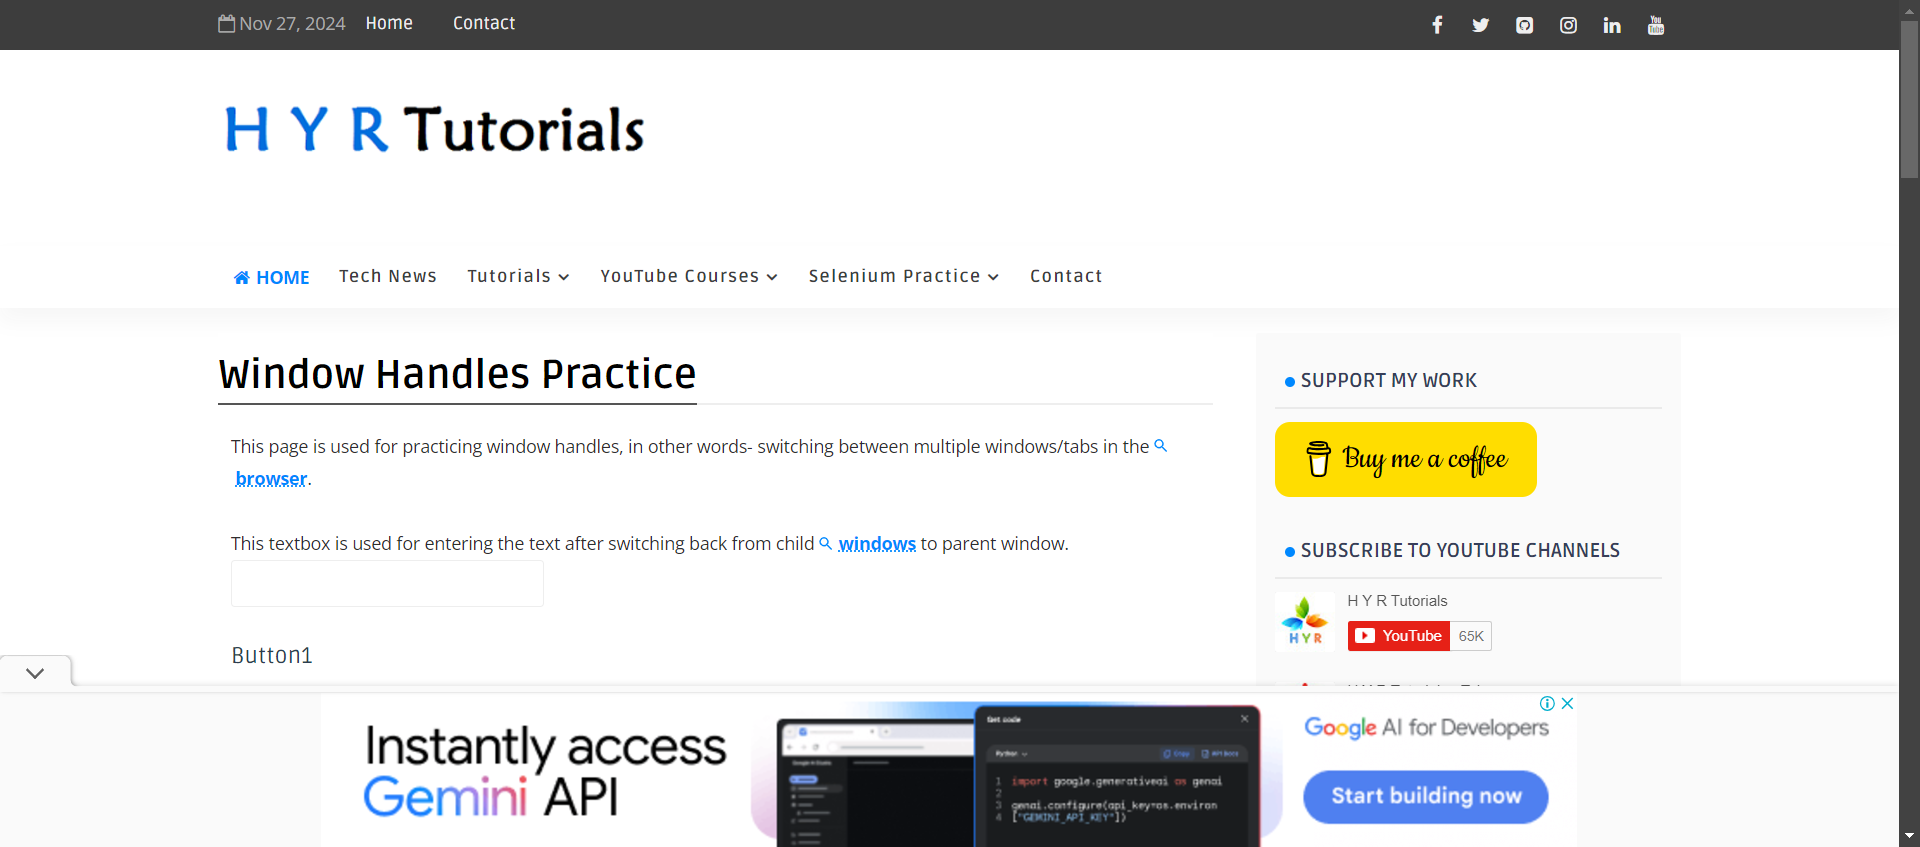 Nov 27, 2024 Home Contact
H Y R Tutorials
HOME Tech News Tutorials YouTube Courses Selenium Practice Contact
Window Handles Practice
This page is used for practicing window handles, in other words- switching between multiple windows/tabs in the
browser.
This textbox is used for entering the text after switching back from child windows to parent window.
Button1
SUPPORT MY WORK
Buy me a coffee
SUBSCRIBE TO YOUTUBE CHANNELS
H Y R Tutorials
HYR
YouTube 65K
Instantly access
Gemini API
Get code
Python Copy API Docs
1 import google.generativeai as genai
2
3 genai.configure(api_key=os.environ
4 ["GEMINI_API_KEY"])
Google AI for Developers
Start building now